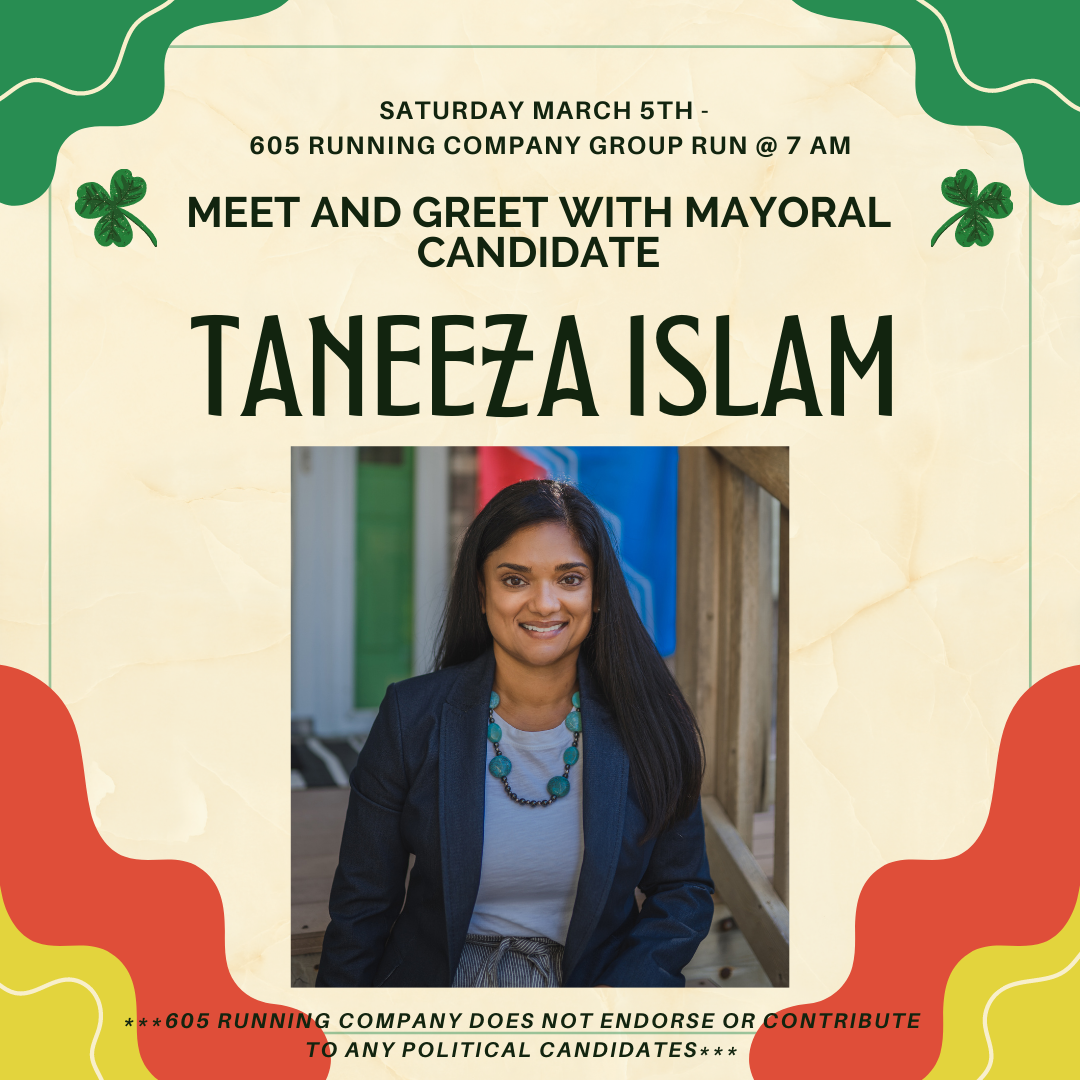 SATURDAY MARCH 5TH -
605 RUNNING COMPANY GROUP RUN @ 7 AM
MEET AND GREET WITH MAYORAL
CANDIDATE
TANEEZA ISLAM
***605 RUNNING COMPANY DOES NOT ENDORSE OR CONTRIBUTE
TO ANY POLITICAL CANDIDATES***